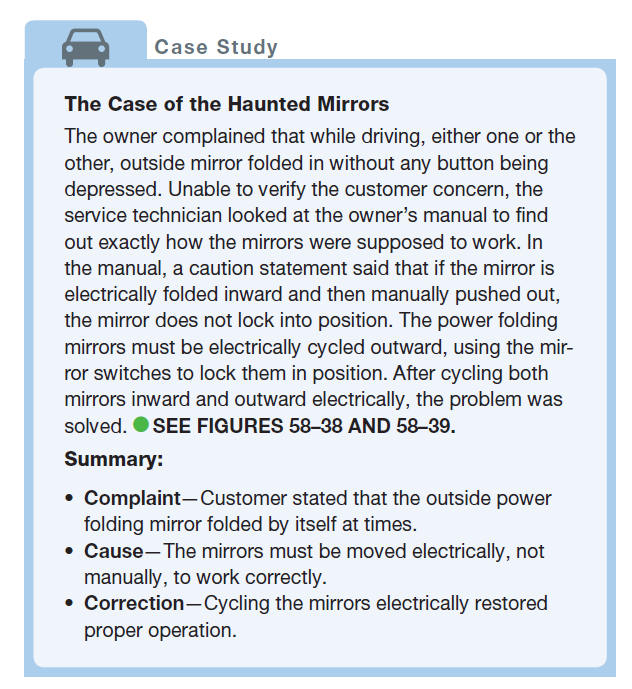 Case Study
The Case of the Haunted Mirrors
The owner complained that while driving, either one or the
other, outside mirror folded in without any button being
depressed. Unable to verify the customer concern, the
service technician looked at the owner's manual to find
out exactly how the mirrors were supposed to work. In
the manual, a caution statement said that if the mirror is
electrically folded inward and then manually pushed out,
the mirror does not lock into position. The power folding
mirrors must be electrically cycled outward, using the mir-
ror switches to lock them in position. After cycling both
mirrors inward and outward electrically, the problem was
solved. ● SEE FIGURES 58–38 AND 58–39.
Summary:
• Complaint—Customer stated that the outside power
folding mirror folded by itself at times.
• Cause—The mirrors must be moved electrically, not
manually, to work correctly.
• Correction—Cycling the mirrors electrically restored
proper operation.